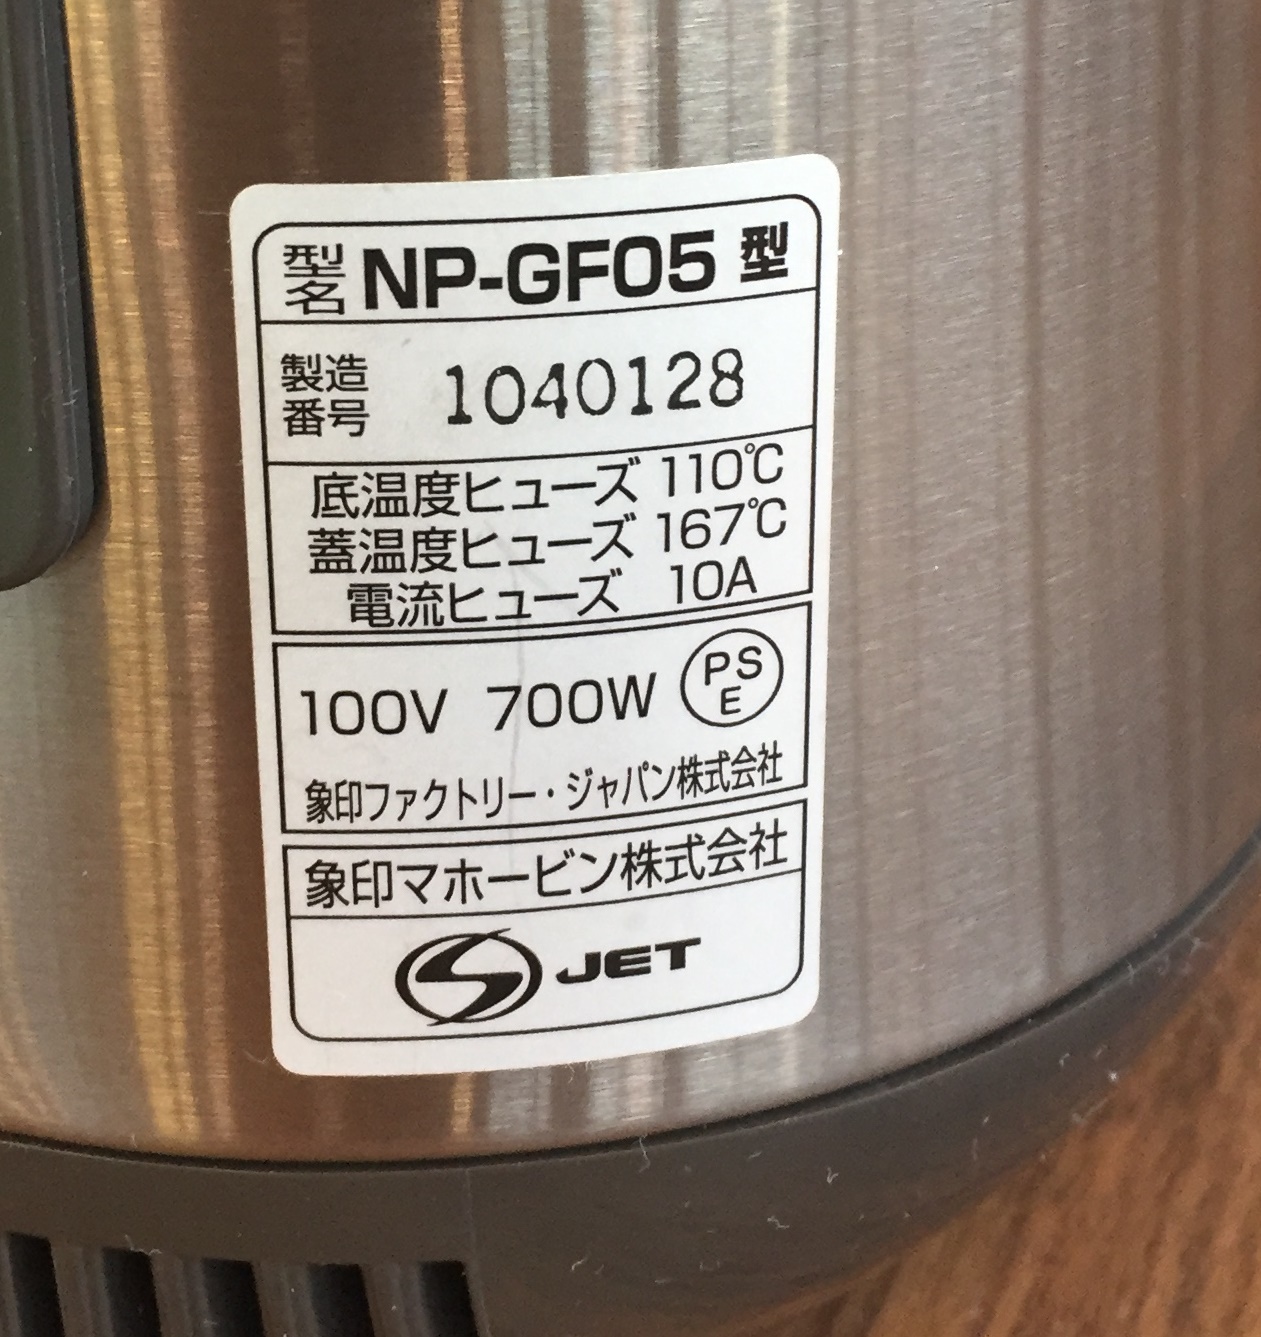 型名 NP-GF05 型
製造番号 1040128
底温度ヒューズ 110℃
蓋温度ヒューズ 167℃
電流ヒューズ 10A
100V 700W PSE
象印ファクトリー・ジャパン株式会社
象印マホービン株式会社
JET